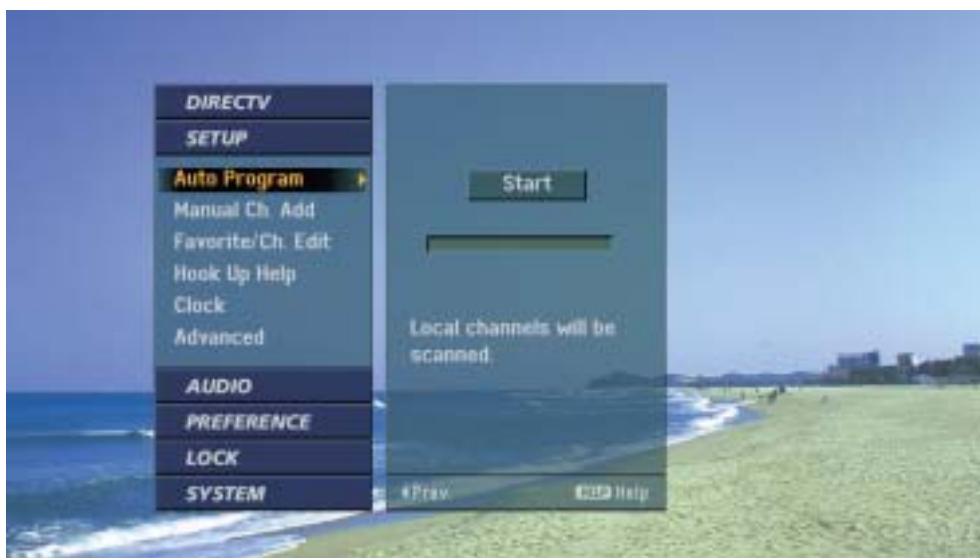 DIRECTV
SETUP
Auto Program
Manual Ch. Add
Favorite/Ch. Edit
Hook Up Help
Clock
Advanced
AUDIO
PREFERENCE
LOCK
SYSTEM
Start
Local channels will be
scanned.
Prev.
HELP Help